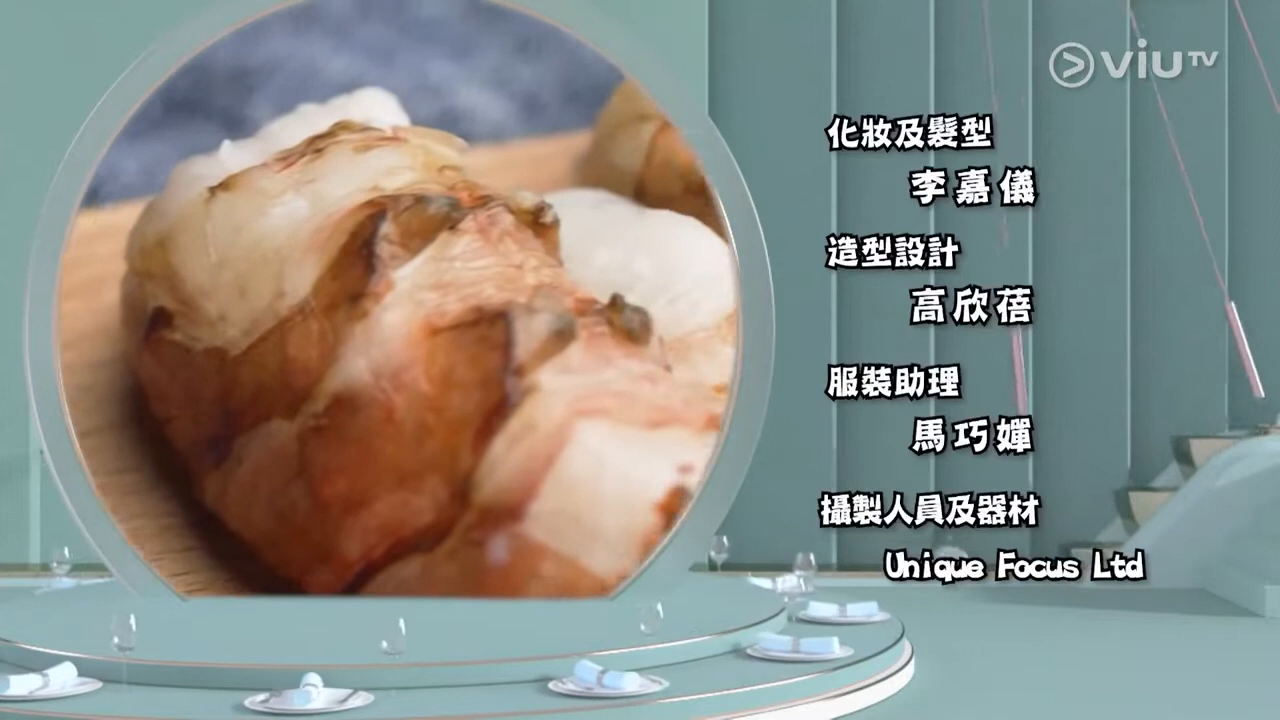 viuTV
化妝及髮型
李嘉儀
造型設計
高欣蓓
服裝助理
馬巧嬋
攝製人員及器材
Unique Focus Ltd